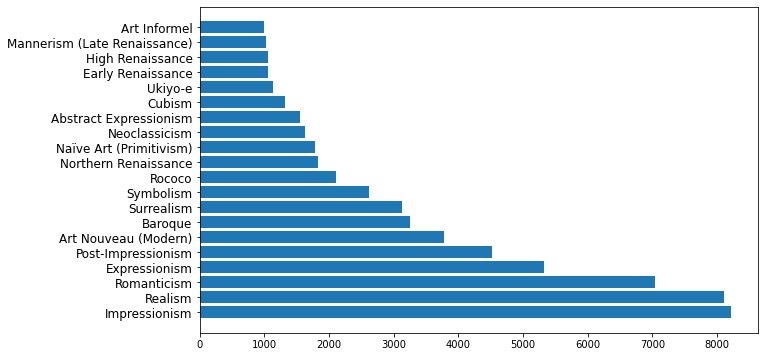 Art Informel
Mannerism (Late Renaissance)
High Renaissance
Early Renaissance
Ukiyo-e
Cubism
Abstract Expressionism
Neoclassicism
Naïve Art (Primitivism)
Northern Renaissance
Rococo
Symbolism
Surrealism
Baroque
Art Nouveau (Modern)
Post-Impressionism
Expressionism
Romanticism
Realism
Impressionism
0 1000 2000 3000 4000 5000 6000 7000 8000